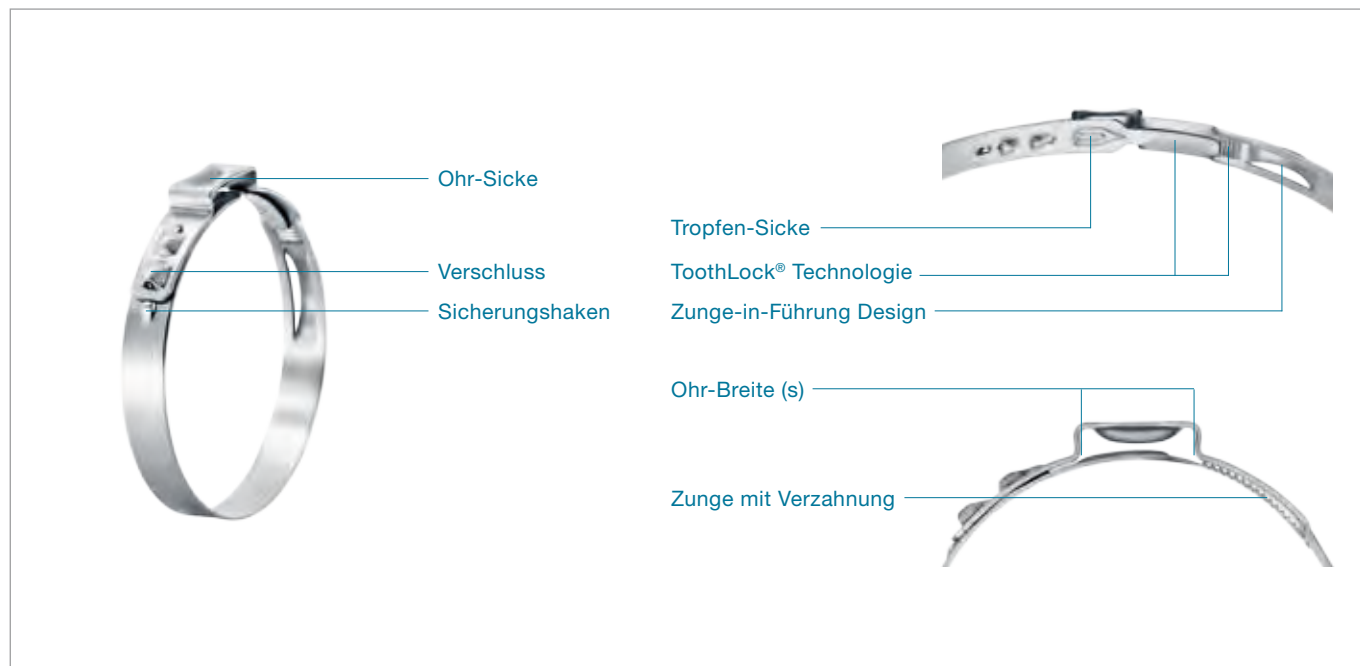 Ohr-Sicke
Verschluss
Sicherungshaken
Tropfen-Sicke
ToothLock® Technologie
Zunge-in-Führung Design
Ohr-Breite (s)
Zunge mit Verzahnung